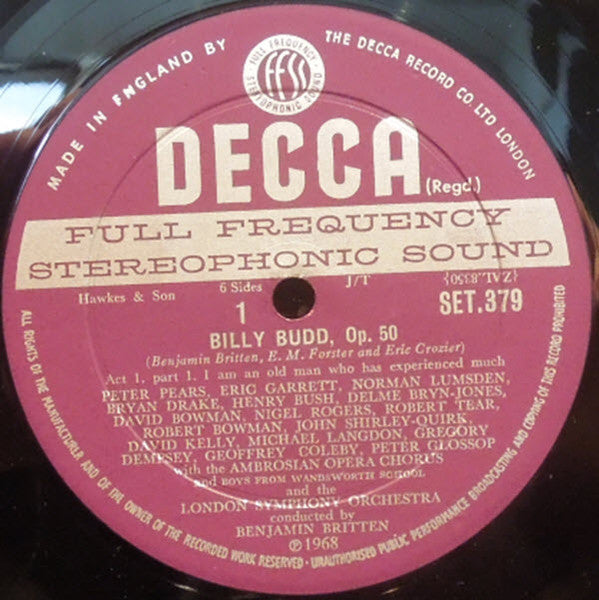 MADE IN ENGLAND BY
THE DECCA RECORD CO. LTD LONDON
FULL FREQUENCY
ffss
STEREOPHONIC SOUND
DECCA (Regd.)
FULL FREQUENCY
STEREOPHONIC SOUND
Hawkes & Son 6 Sides J/T {ZAL.8350}
1 SET.379
BILLY BUDD, Op. 50
(Benjamin Britten, E. M. Forster and Eric Crozier)
Act 1, part 1. I am an old man who has experienced much
PETER PEARS, ERIC GARRETT, NORMAN LUMSDEN,
BRYAN DRAKE, HENRY BUSH, DELME BRYN-JONES,
DAVID BOWMAN, NIGEL ROGERS, ROBERT TEAR,
ROBERT BOWMAN, JOHN SHIRLEY-QUIRK,
DAVID KELLY, MICHAEL LANGDON, GREGORY
DEMPSEY, GEOFFREY COLEBY, PETER GLOSSOP
with the AMBROSIAN OPERA CHORUS
and BOYS FROM WANDSWORTH SCHOOL
and the
LONDON SYMPHONY ORCHESTRA
conducted by
BENJAMIN BRITTEN
℗1968
ALL RIGHTS OF THE MANUFACTURER AND OF THE OWNER OF THE RECORDED WORK RESERVED - UNAUTHORISED PUBLIC PERFORMANCE BROADCASTING AND COPYING OF THIS RECORD PROHIBITED